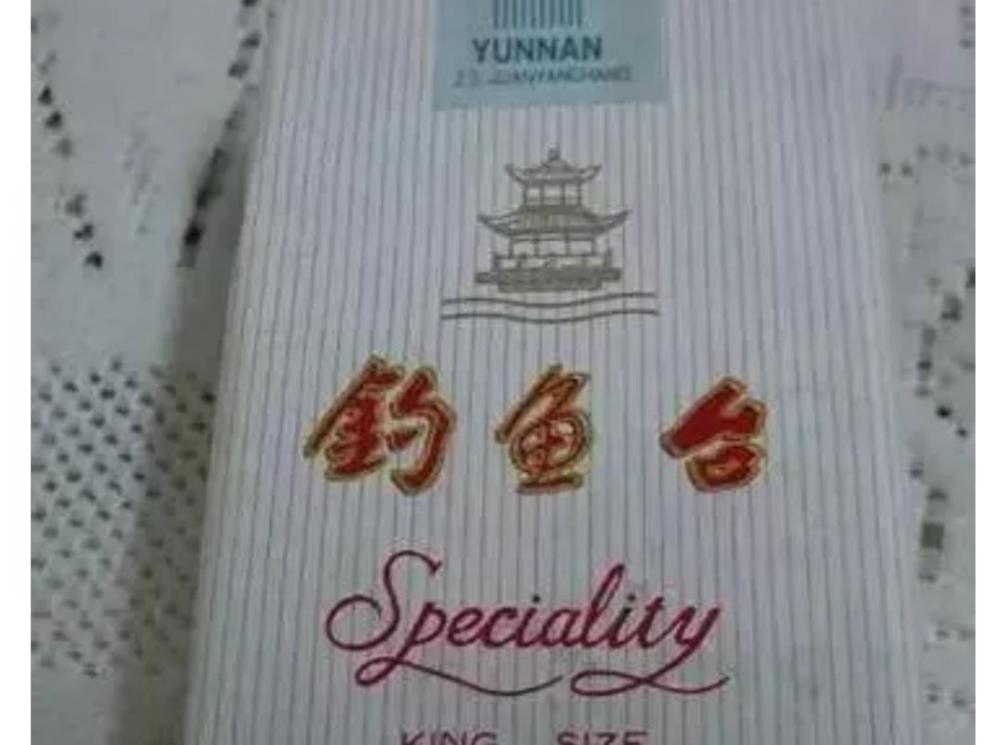 YUNNAN
钓鱼台
Speciality
KING SIZE